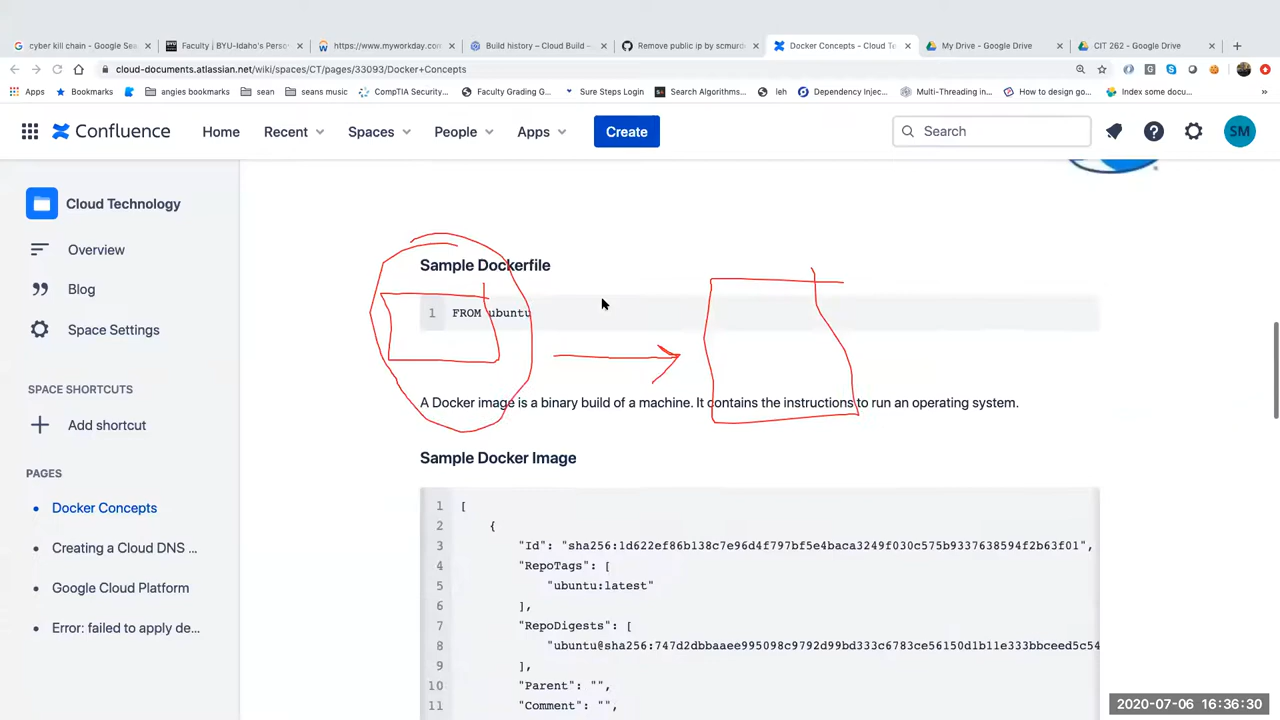 cyber kill chain - Google Sea
Faculty | BYU-Idaho's Perso
https://www.myworkday.com
Build history – Cloud Build –
Remove public ip by scmurdo
Docker Concepts - Cloud Te
My Drive - Google Drive
CIT 262 - Google Drive
cloud-documents.atlassian.net/wiki/spaces/CT/pages/33093/Docker+Concepts
Apps
Bookmarks
angies bookmarks
sean
seans music
CompTIA Security...
Faculty Grading G...
Sure Steps Login
Search Algorithms...
leh
Dependency Injec...
Multi-Threading in...
How to design go...
Index some docu...
Confluence
Home
Recent
Spaces
People
Apps
Create
Search
SM
Cloud Technology
Overview
Blog
Space Settings
SPACE SHORTCUTS
Add shortcut
PAGES
Docker Concepts
Creating a Cloud DNS ...
Google Cloud Platform
Error: failed to apply de...
Sample Dockerfile
1 FROM ubuntu
A Docker image is a binary build of a machine. It contains the instructions to run an operating system.
Sample Docker Image
1 [
2 {
3 "Id": "sha256:1d622ef86b138c7e96d4f797bf5e4baca3249f030c575b9337638594f2b63f01",
4 "RepoTags": [
5 "ubuntu:latest"
6 ],
7 "RepoDigests": [
8 "ubuntu@sha256:747d2dbbaaee995098c9792d99bd333c6783ce56150d1b11e333bbceed5c54
9 ],
10 "Parent": "",
11 "Comment": "",
2020-07-06 16:36:30